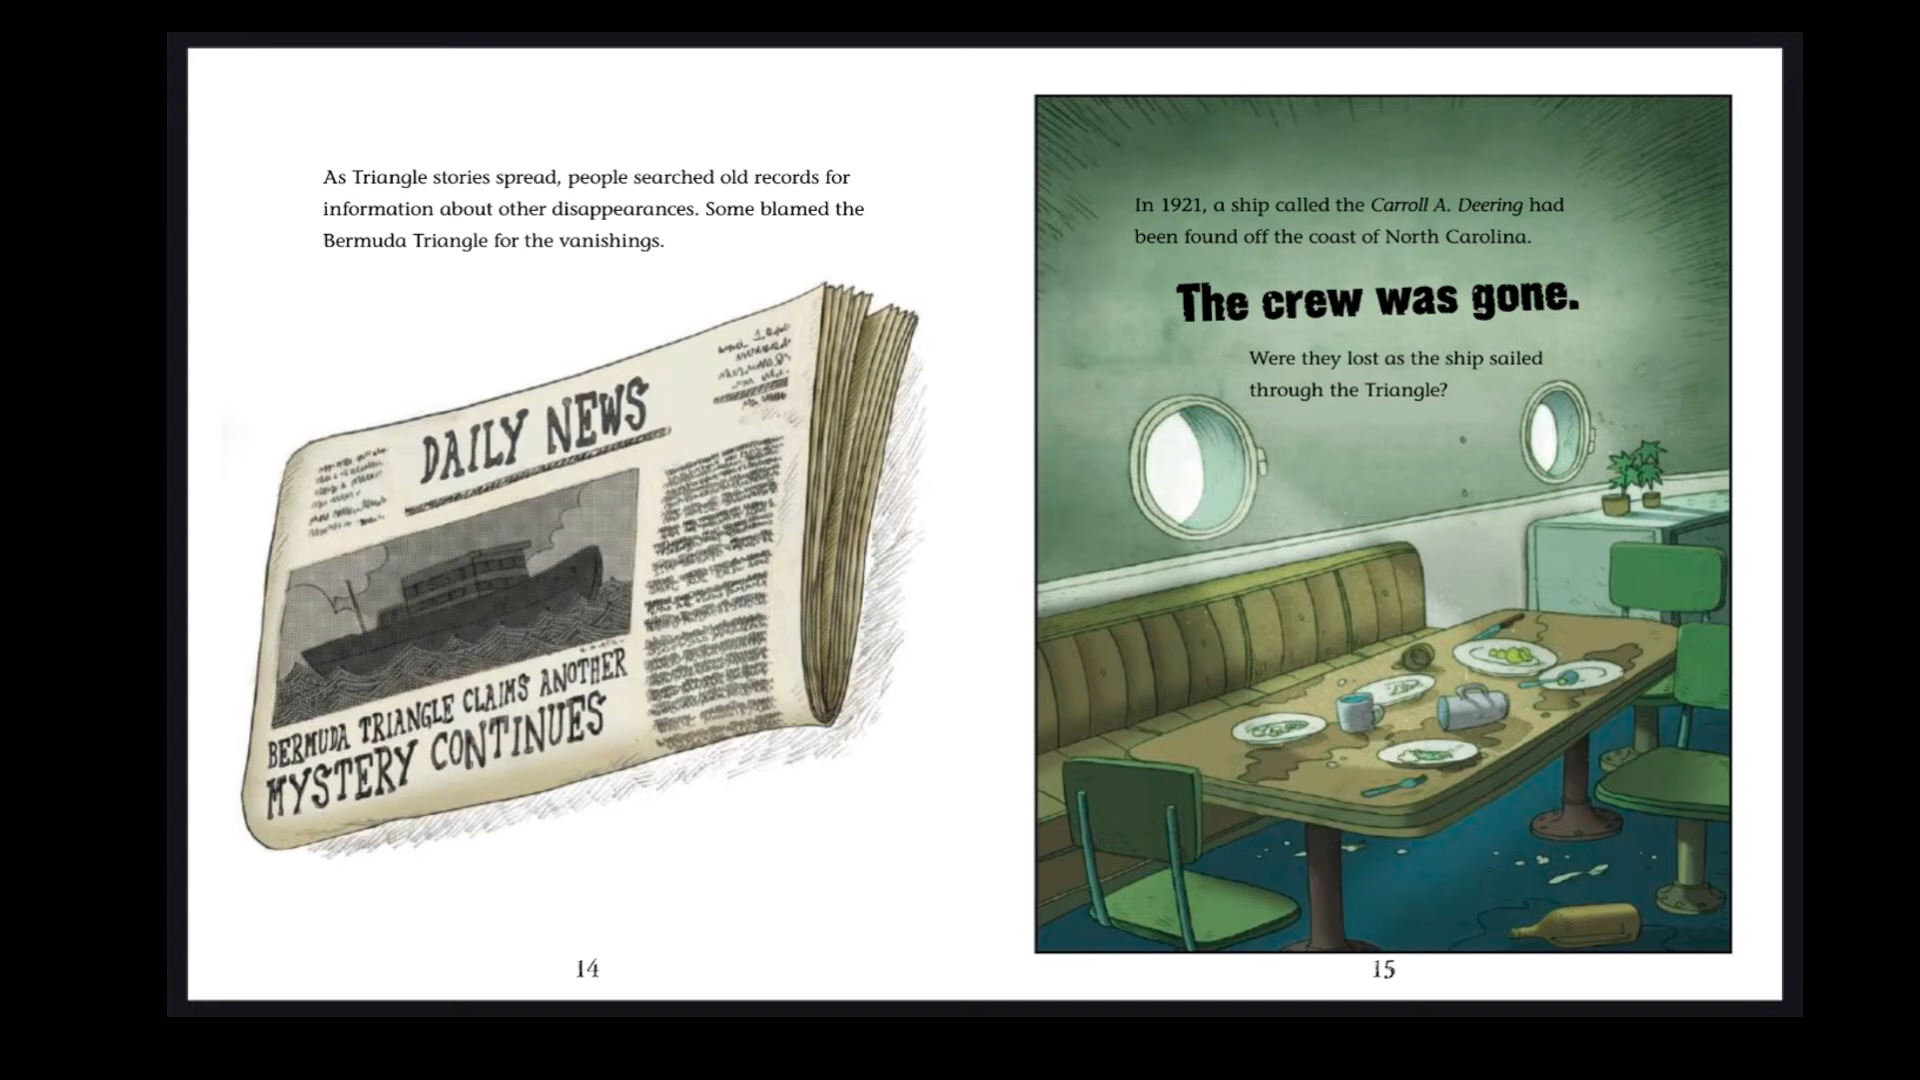 As Triangle stories spread, people searched old records for
information about other disappearances. Some blamed the
Bermuda Triangle for the vanishings.
DAILY NEWS
BERMUDA TRIANGLE CLAIMS ANOTHER
MYSTERY CONTINUES
14
In 1921, a ship called the Carroll A. Deering had
been found off the coast of North Carolina.
The crew was gone.
Were they lost as the ship sailed
through the Triangle?
15